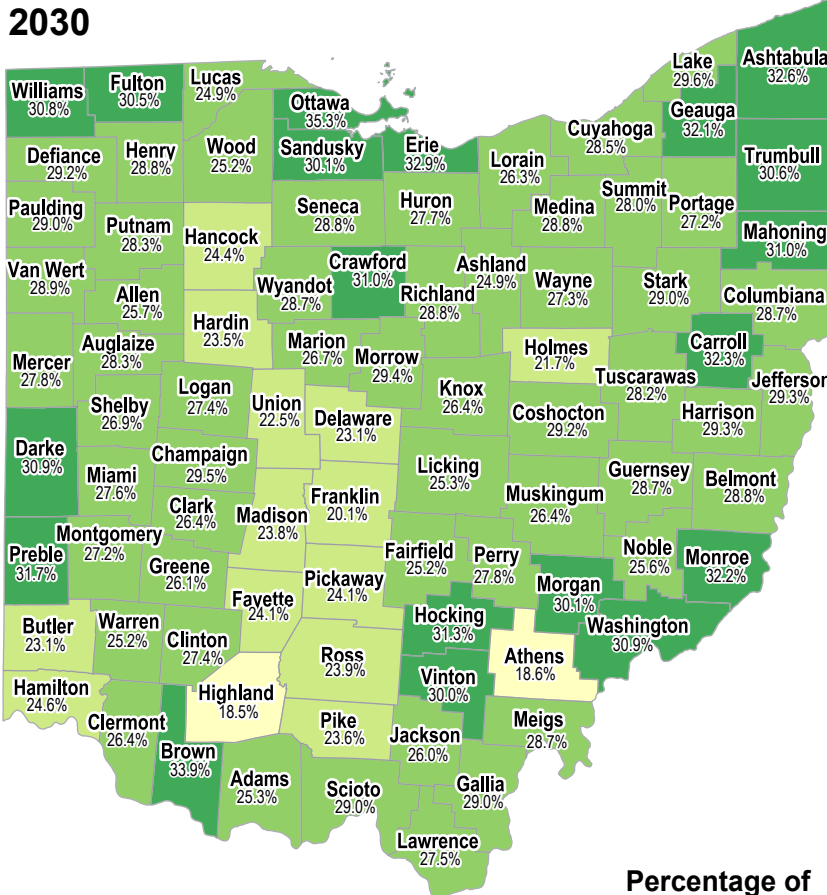 2030
Williams
30.8%
Fulton
30.5%
Lucas
24.9%
Ottawa
35.3%
Lake
29.6%
Ashtabula
32.6%
Geauga
32.1%
Defiance
29.2%
Henry
28.8%
Wood
25.2%
Sandusky
30.1%
Erie
32.9%
Lorain
26.3%
Cuyahoga
28.5%
Trumbull
30.6%
Paulding
29.0%
Putnam
28.3%
Hancock
24.4%
Seneca
28.8%
Huron
27.7%
Medina
28.8%
Summit
28.0%
Portage
27.2%
Mahoning
31.0%
Van Wert
28.9%
Allen
25.7%
Wyandot
28.7%
Crawford
31.0%
Richland
28.8%
Ashland
24.9%
Wayne
27.3%
Stark
29.0%
Columbiana
28.7%
Hardin
23.5%
Mercer
27.8%
Auglaize
28.3%
Marion
26.7%
Morrow
29.4%
Holmes
21.7%
Carroll
32.3%
Tuscarawas
28.2%
Jefferson
29.3%
Shelby
26.9%
Logan
27.4%
Union
22.5%
Delaware
23.1%
Knox
26.4%
Coshocton
29.2%
Harrison
29.3%
Darke
30.9%
Miami
27.6%
Champaign
29.5%
Licking
25.3%
Guernsey
28.7%
Belmont
28.8%
Clark
26.4%
Madison
23.8%
Franklin
20.1%
Muskingum
26.4%
Preble
31.7%
Montgomery
27.2%
Greene
26.1%
Fairfield
25.2%
Perry
27.8%
Noble
25.6%
Monroe
32.2%
Fayette
24.1%
Pickaway
24.1%
Morgan
30.1%
Butler
23.1%
Warren
25.2%
Clinton
27.4%
Hocking
31.3%
Washington
30.9%
Ross
23.9%
Athens
18.6%
Hamilton
24.6%
Highland
18.5%
Vinton
30.0%
Clermont
26.4%
Pike
23.6%
Jackson
26.0%
Meigs
28.7%
Brown
33.9%
Adams
25.3%
Scioto
29.0%
Gallia
29.0%
Lawrence
27.5%
Percentage of